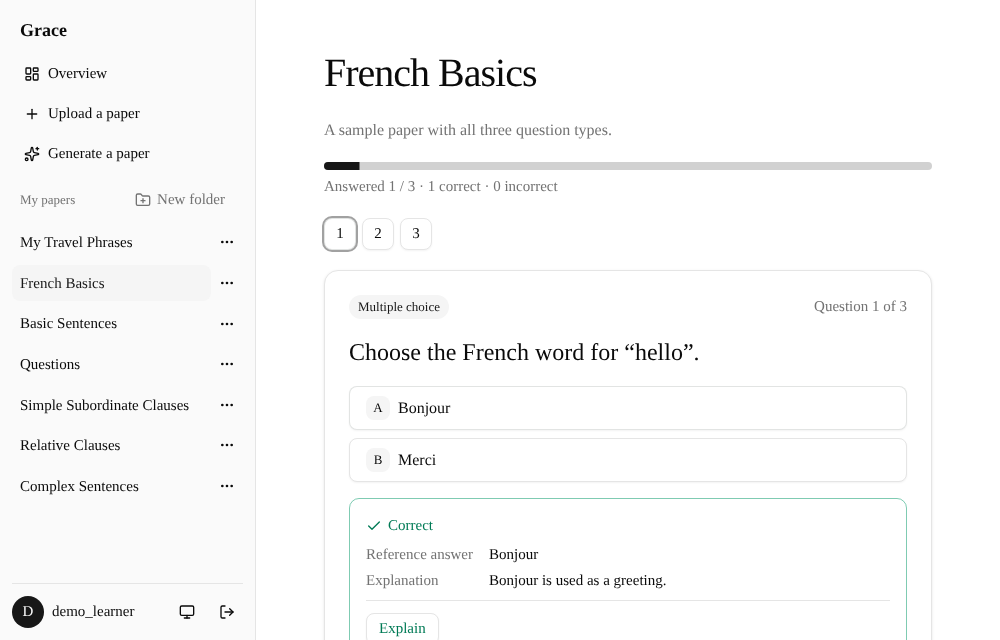 Grace
Overview
Upload a paper
Generate a paper
My papers
New folder
My Travel Phrases
French Basics
Basic Sentences
Questions
Simple Subordinate Clauses
Relative Clauses
Complex Sentences
D
demo_learner
French Basics
A sample paper with all three question types.
Answered 1 / 3 · 1 correct · 0 incorrect
1 2 3
Multiple choice
Question 1 of 3
Choose the French word for “hello”.
A Bonjour
B Merci
Correct
Reference answer Bonjour
Explanation Bonjour is used as a greeting.
Explain